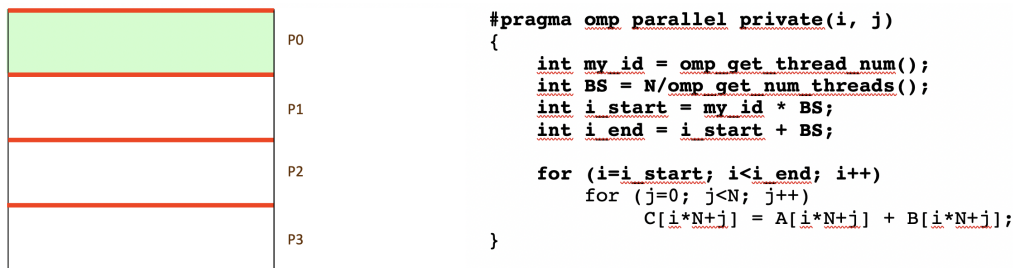 P0
P1
P2
P3
#pragma omp parallel private(i, j)
{
int my_id = omp_get_thread_num();
int BS = N/omp_get_num_threads();
int i_start = my_id * BS;
int i_end = i_start + BS;
for (i=i_start; i<i_end; i++)
for (j=0; j<N; j++)
C[i*N+j] = A[i*N+j] + B[i*N+j];
}